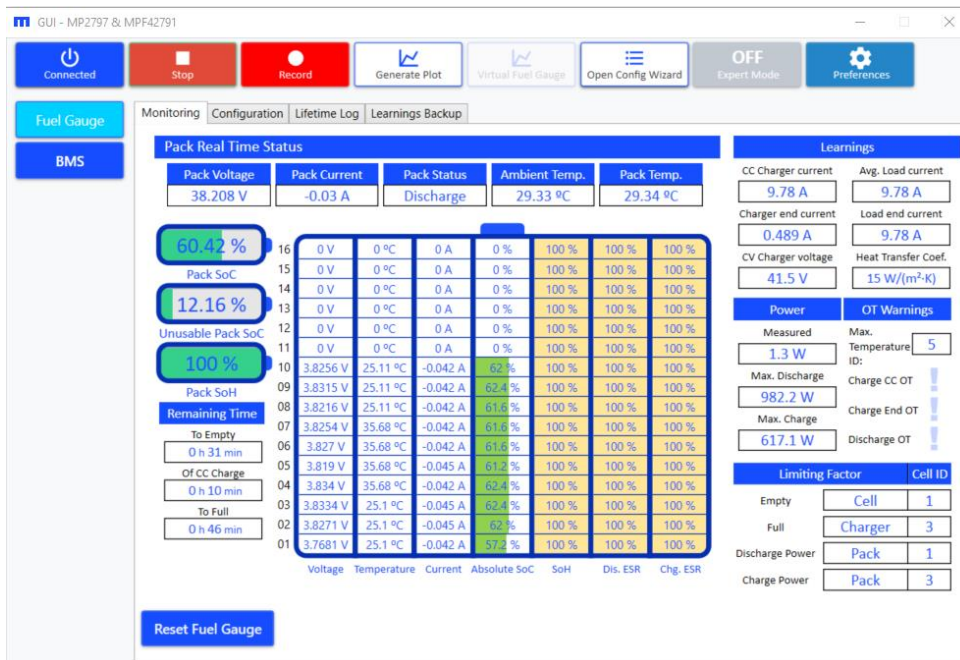 GUI - MP2797 & MPF42791
Connected Stop Record Generate Plot Virtual Fuel Gauge Open Config Wizard OFF Expert Mode Preferences
Fuel Gauge
BMS
Monitoring Configuration Lifetime Log Learnings Backup
Pack Real Time Status
Pack Voltage Pack Current Pack Status Ambient Temp. Pack Temp.
38.208 V -0.03 A Discharge 29.33 ºC 29.34 ºC
60.42 %
Pack SoC
12.16 %
Unusable Pack SoC
100 %
Pack SoH
Remaining Time
To Empty
0 h 31 min
Of CC Charge
0 h 10 min
To Full
0 h 46 min
16 0 V 0 ºC 0 A 0 % 100 % 100 % 100 %
15 0 V 0 ºC 0 A 0 % 100 % 100 % 100 %
14 0 V 0 ºC 0 A 0 % 100 % 100 % 100 %
13 0 V 0 ºC 0 A 0 % 100 % 100 % 100 %
12 0 V 0 ºC 0 A 0 % 100 % 100 % 100 %
11 0 V 0 ºC 0 A 0 % 100 % 100 % 100 %
10 3.8256 V 25.11 ºC -0.042 A 62 % 100 % 100 % 100 %
09 3.8315 V 25.11 ºC -0.042 A 62.4 % 100 % 100 % 100 %
08 3.8216 V 25.11 ºC -0.042 A 61.6 % 100 % 100 % 100 %
07 3.8254 V 35.68 ºC -0.042 A 61.6 % 100 % 100 % 100 %
06 3.827 V 35.68 ºC -0.042 A 61.6 % 100 % 100 % 100 %
05 3.819 V 35.68 ºC -0.045 A 61.2 % 100 % 100 % 100 %
04 3.834 V 35.68 ºC -0.042 A 62.4 % 100 % 100 % 100 %
03 3.8334 V 25.1 ºC -0.045 A 62.4 % 100 % 100 % 100 %
02 3.8271 V 25.1 ºC -0.045 A 62 % 100 % 100 % 100 %
01 3.7681 V 25.1 ºC -0.042 A 57.2 % 100 % 100 % 100 %
Voltage Temperature Current Absolute SoC SoH Dis. ESR Chg. ESR
Reset Fuel Gauge
Learnings
CC Charger current Avg. Load current
9.78 A 9.78 A
Charger end current Load end current
0.489 A 9.78 A
CV Charger voltage Heat Transfer Coef.
41.5 V 15 W/(m²·K)
Power
Measured
1.3 W
Max. Discharge
982.2 W
Max. Charge
617.1 W
OT Warnings
Max. Temperature ID: 5
Charge CC OT !
Charge End OT !
Discharge OT !
Limiting Factor Cell ID
Empty Cell 1
Full Charger 3
Discharge Power Pack 1
Charge Power Pack 3